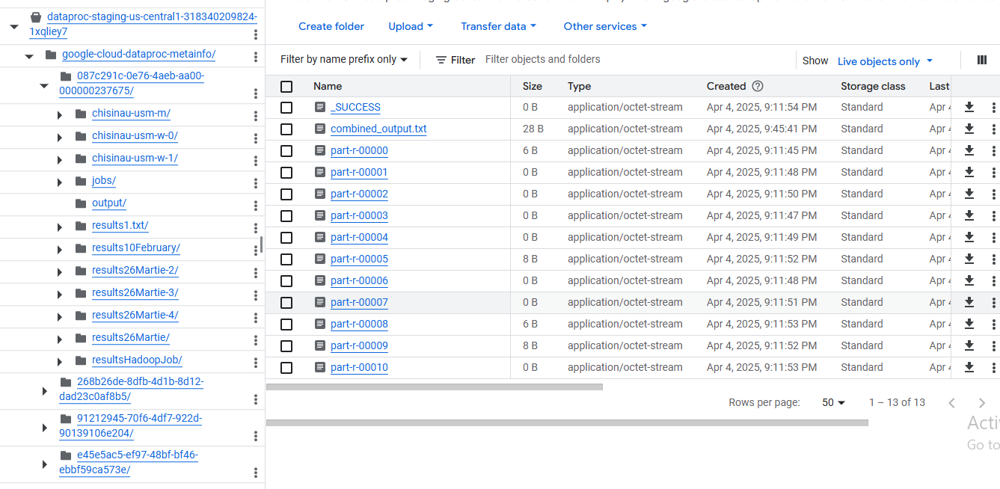 dataproc-staging-us-central1-318340209824-
1xqliey7
google-cloud-dataproc-metainfo/
087c291c-0e76-4aeb-aa00-
000000237675/
chisinau-usm-m/
chisinau-usm-w-0/
chisinau-usm-w-1/
jobs/
output/
results1.txt/
results10February/
results26Martie-2/
results26Martie-3/
results26Martie-4/
results26Martie/
resultsHadoopJob/
268b26de-8dfb-4d1b-8d12-
dad23c0af8b5/
91212945-70f6-4df7-922d-
90139106e204/
e45e5ac5-ef97-48bf-bf46-
ebbf59ca573e/
Create folder Upload Transfer data Other services
Filter by name prefix only Filter Filter objects and folders Show Live objects only
Name Size Type Created Storage class Last
_SUCCESS 0 B application/octet-stream Apr 4, 2025, 9:11:54 PM Standard Apr
combined_output.txt 28 B application/octet-stream Apr 4, 2025, 9:45:41 PM Standard Apr
part-r-00000 6 B application/octet-stream Apr 4, 2025, 9:11:45 PM Standard Apr
part-r-00001 0 B application/octet-stream Apr 4, 2025, 9:11:48 PM Standard Apr
part-r-00002 0 B application/octet-stream Apr 4, 2025, 9:11:50 PM Standard Apr
part-r-00003 0 B application/octet-stream Apr 4, 2025, 9:11:47 PM Standard Apr
part-r-00004 0 B application/octet-stream Apr 4, 2025, 9:11:49 PM Standard Apr
part-r-00005 8 B application/octet-stream Apr 4, 2025, 9:11:52 PM Standard Apr
part-r-00006 0 B application/octet-stream Apr 4, 2025, 9:11:48 PM Standard Apr
part-r-00007 0 B application/octet-stream Apr 4, 2025, 9:11:51 PM Standard Apr
part-r-00008 6 B application/octet-stream Apr 4, 2025, 9:11:53 PM Standard Apr
part-r-00009 8 B application/octet-stream Apr 4, 2025, 9:11:52 PM Standard Apr
part-r-00010 0 B application/octet-stream Apr 4, 2025, 9:11:53 PM Standard Apr
Rows per page: 50 1 – 13 of 13
Acti
Go to